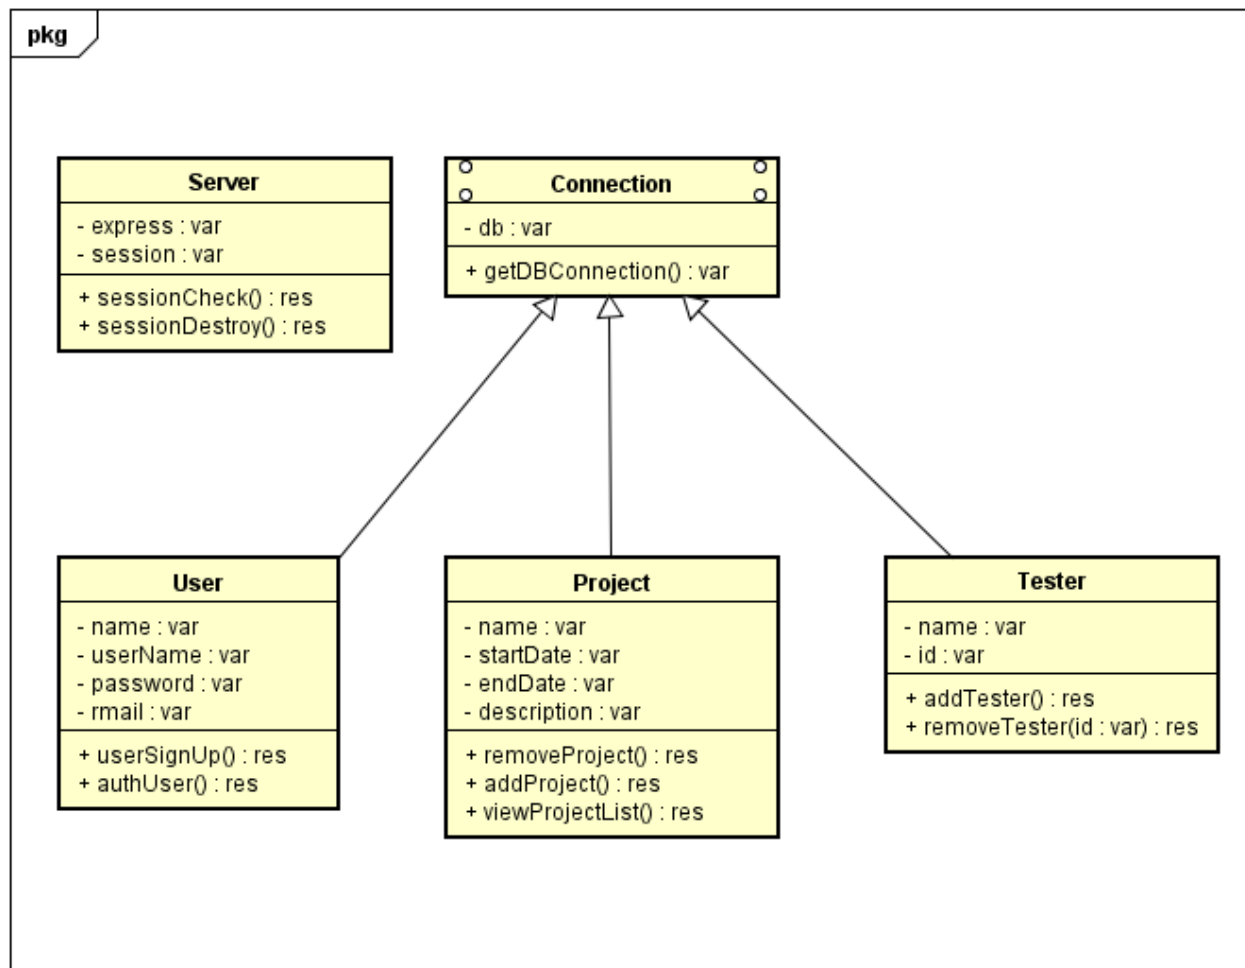 pkg
Server
- express : var
- session : var
+ sessionCheck() : res
+ sessionDestroy() : res
Connection
- db : var
+ getDBConnection() : var
User
- name : var
- userName : var
- password : var
- rmail : var
+ userSignUp() : res
+ authUser() : res
Project
- name : var
- startDate : var
- endDate : var
- description : var
+ removeProject() : res
+ addProject() : res
+ viewProjectList() : res
Tester
- name : var
- id : var
+ addTester() : res
+ removeTester(id : var) : res